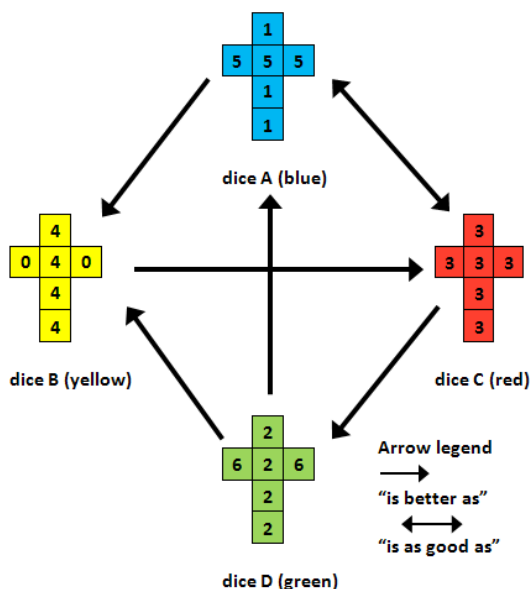 1
5 5 5
1
1
dice A (blue)
4
0 4 0
4
4
dice B (yellow)
3
3 3 3
3
3
dice C (red)
2
6 2 6
2
2
dice D (green)
Arrow legend
“is better as”
“is as good as”